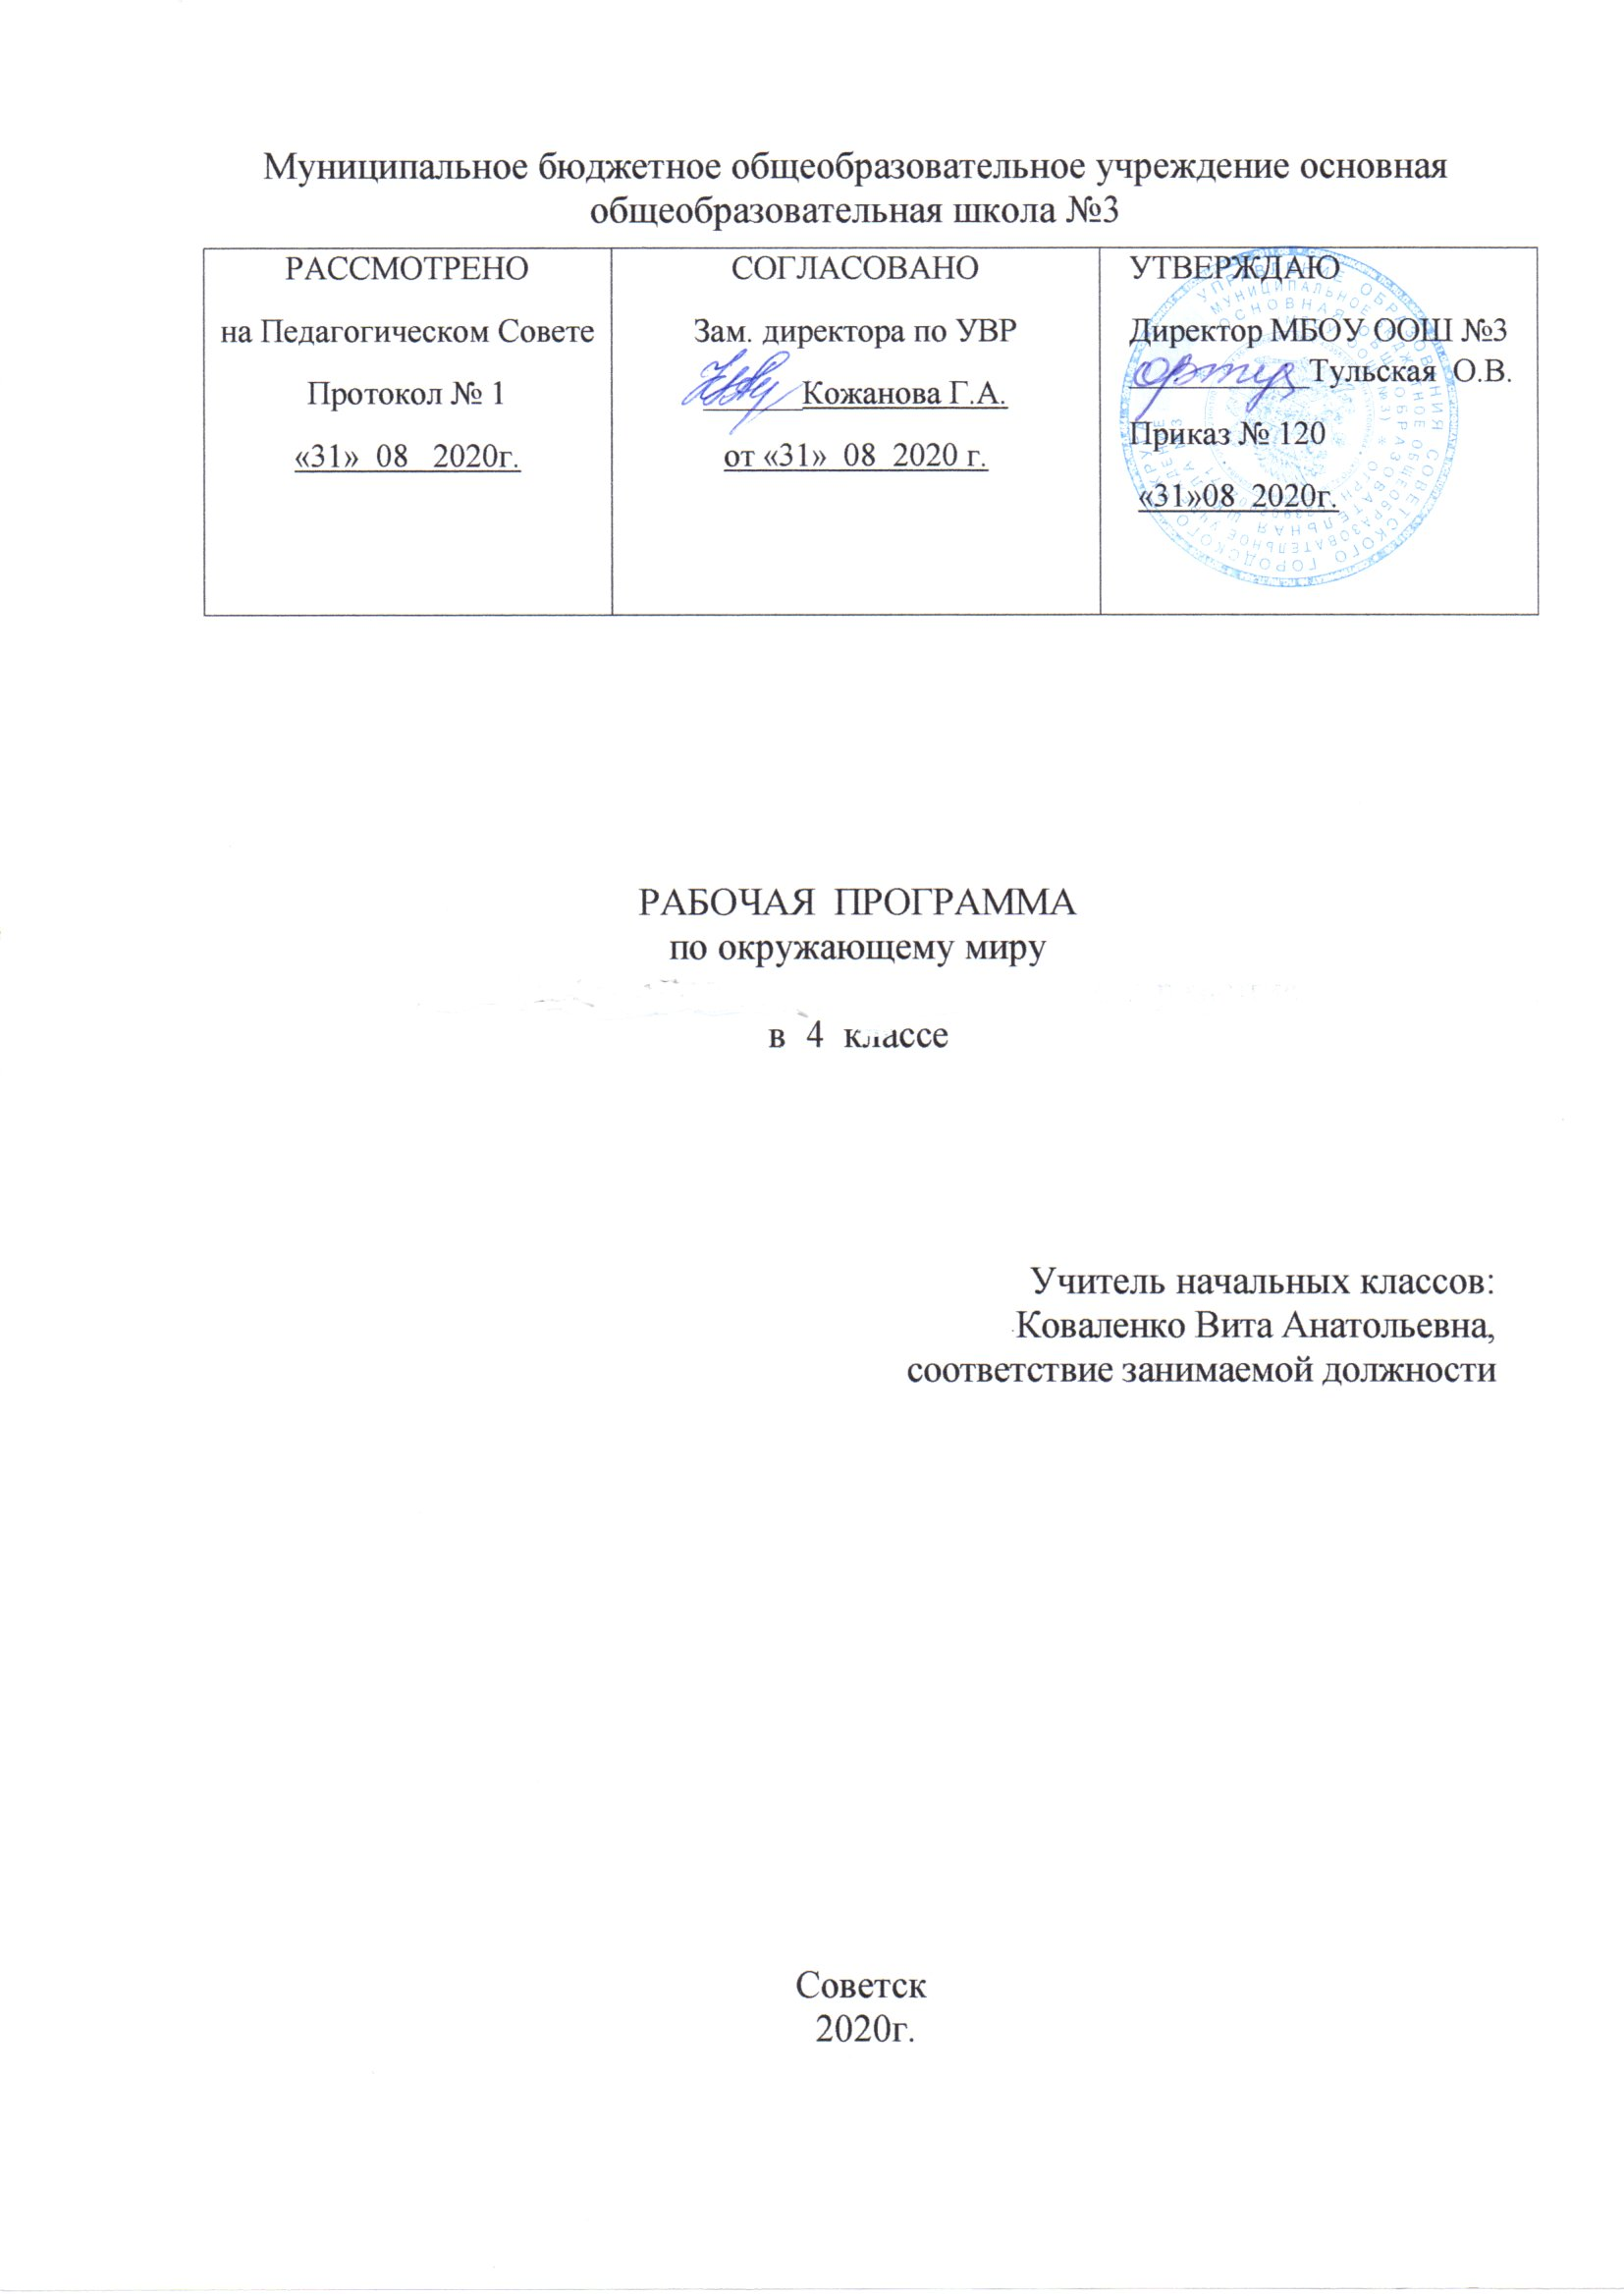 Муниципальное бюджетное общеобразовательное учреждение основная
общеобразовательная школа №3
РАССМОТРЕНО
на Педагогическом Совете
Протокол № 1
«31» 08 2020г.
СОГЛАСОВАНО
Зам. директора по УВР
Кожанова Г.А.
от «31» 08 2020 г.
УТВЕРЖДАЮ
Директор МБОУ ООШ №3
Тульская О.В.
Приказ № 120
«31»08 2020г.
РАБОЧАЯ ПРОГРАММА
по окружающему миру
в 4 классе
Учитель начальных классов:
Коваленко Вита Анатольевна,
соответствие занимаемой должности
Советск
2020г.